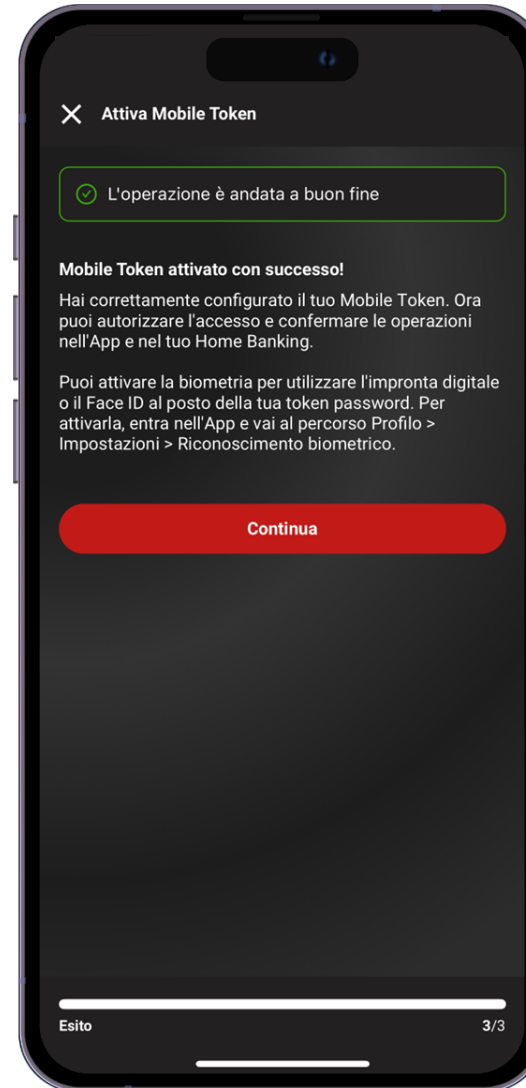 Attiva Mobile Token
L'operazione è andata a buon fine
Mobile Token attivato con successo!
Hai correttamente configurato il tuo Mobile Token. Ora
puoi autorizzare l'accesso e confermare le operazioni
nell'App e nel tuo Home Banking.
Puoi attivare la biometria per utilizzare l'impronta digitale
o il Face ID al posto della tua token password. Per
attivarla, entra nell'App e vai al percorso Profilo >
Impostazioni > Riconoscimento biometrico.
Continua
Esito 3/3